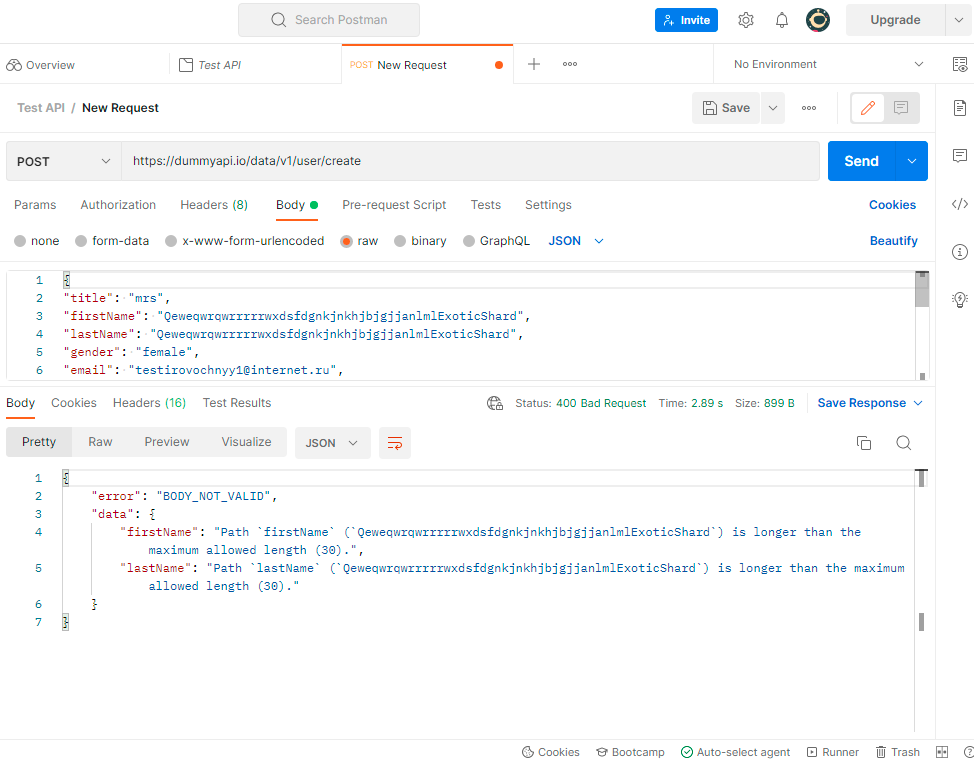 Search Postman
Invite
Upgrade
Overview
Test API
POST New Request
No Environment
Test API / New Request
Save
POST
https://dummyapi.io/data/v1/user/create
Send
Params Authorization Headers (8) Body Pre-request Script Tests Settings Cookies
none form-data x-www-form-urlencoded raw binary GraphQL JSON Beautify
1 {
2 "title": "mrs",
3 "firstName": "QeweqwrqwrrrrrwxdsfdgnkjnkhjbjgjjanlmlExoticShard",
4 "lastName": "QeweqwrqwrrrrrwxdsfdgnkjnkhjbjgjjanlmlExoticShard",
5 "gender": "female",
6 "email": "testirovochnyy1@internet.ru",
Body Cookies Headers (16) Test Results Status: 400 Bad Request Time: 2.89 s Size: 899 B Save Response
Pretty Raw Preview Visualize JSON
1 {
2 "error": "BODY_NOT_VALID",
3 "data": {
4 "firstName": "Path `firstName` (`QeweqwrqwrrrrrwxdsfdgnkjnkhjbjgjjanlmlExoticShard`) is longer than the
maximum allowed length (30).",
5 "lastName": "Path `lastName` (`QeweqwrqwrrrrrwxdsfdgnkjnkhjbjgjjanlmlExoticShard`) is longer than the maximum
allowed length (30)."
6 }
7 }
Cookies Bootcamp Auto-select agent Runner Trash